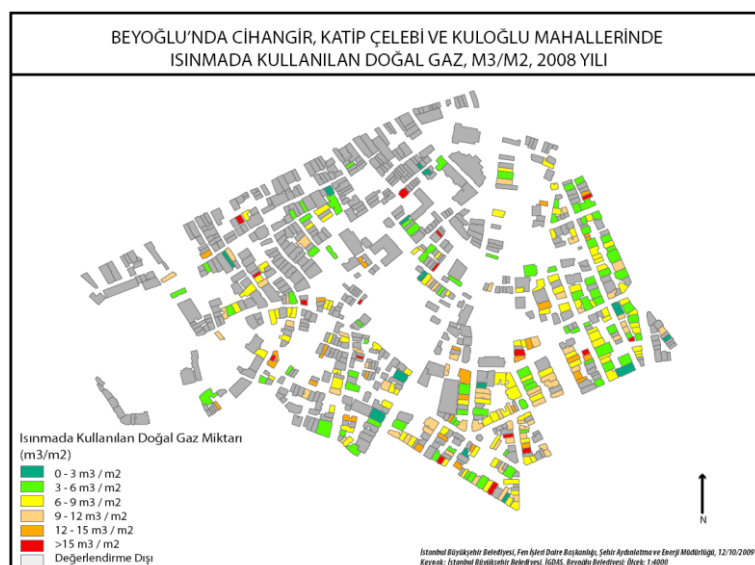 BEYOĞLU'NDA CİHANGİR, KATİP ÇELEBİ VE KULOĞLU MAHALLERİNDE
ISINMADA KULLANILAN DOĞAL GAZ, M3/M2, 2008 YILI
Isınmada Kullanılan Doğal Gaz Miktarı
(m3/m2)
0 - 3 m3 / m2
3 - 6 m3 / m2
6 - 9 m3 / m2
9 - 12 m3 / m2
12 - 15 m3 / m2
>15 m3 / m2
Değerlendirme Dışı
N
İstanbul Büyükşehir Belediyesi, Fen İşleri Daire Başkanlığı, Şehir Aydınlatma ve Enerji Müdürlüğü, 12/10/2009
Kaynak: İstanbul Büyükşehir Belediyesi, İGDAŞ, Beyoğlu Belediyesi; Ölçek: 1:4000